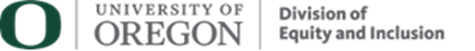 O
UNIVERSITY OF
OREGON
Division of
Equity and Inclusion